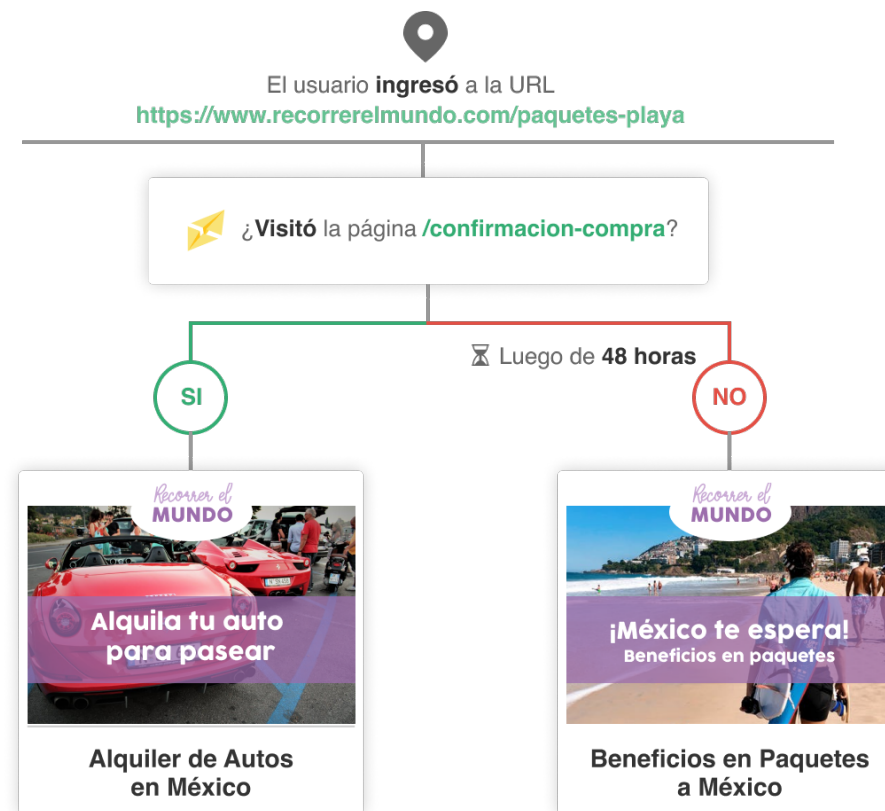 El usuario ingresó a la URL
https://www.recorrerelmundo.com/paquetes-playa
¿Visitó la página /confirmacion-compra?
Luego de 48 horas
SI
NO
Recorrer el
MUNDO
Alquila tu auto
para pasear
Alquiler de Autos
en México
Recorrer el
MUNDO
¡México te espera!
Beneficios en paquetes
Beneficios en Paquetes
a México